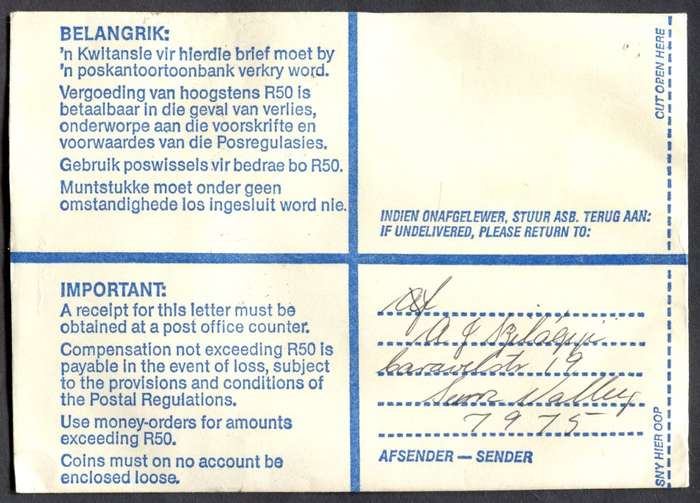 BELANGRIK:
'n Kwitansie vir hierdie brief moet by
'n poskantoortoonbank verkry word.
Vergoeding van hoogstens R50 is
betaalbaar in die geval van verlies,
onderworpe aan die voorskrifte en
voorwaardes van die Posregulasies.
Gebruik poswissels vir bedrae bo R50.
Muntstukke moet onder geen
omstandighede los ingesluit word nie.
CUT OPEN HERE
INDIEN ONAFGELEWER, STUUR ASB. TERUG AAN:
IF UNDELIVERED, PLEASE RETURN TO:
IMPORTANT:
A receipt for this letter must be
obtained at a post office counter.
Compensation not exceeding R50 is
payable in the event of loss, subject
to the provisions and conditions of
the Postal Regulations.
Use money-orders for amounts
exceeding R50.
Coins must on no account be
enclosed loose.
A J
19
Valley
7975
AFSENDER — SENDER
SNY HIER OOP